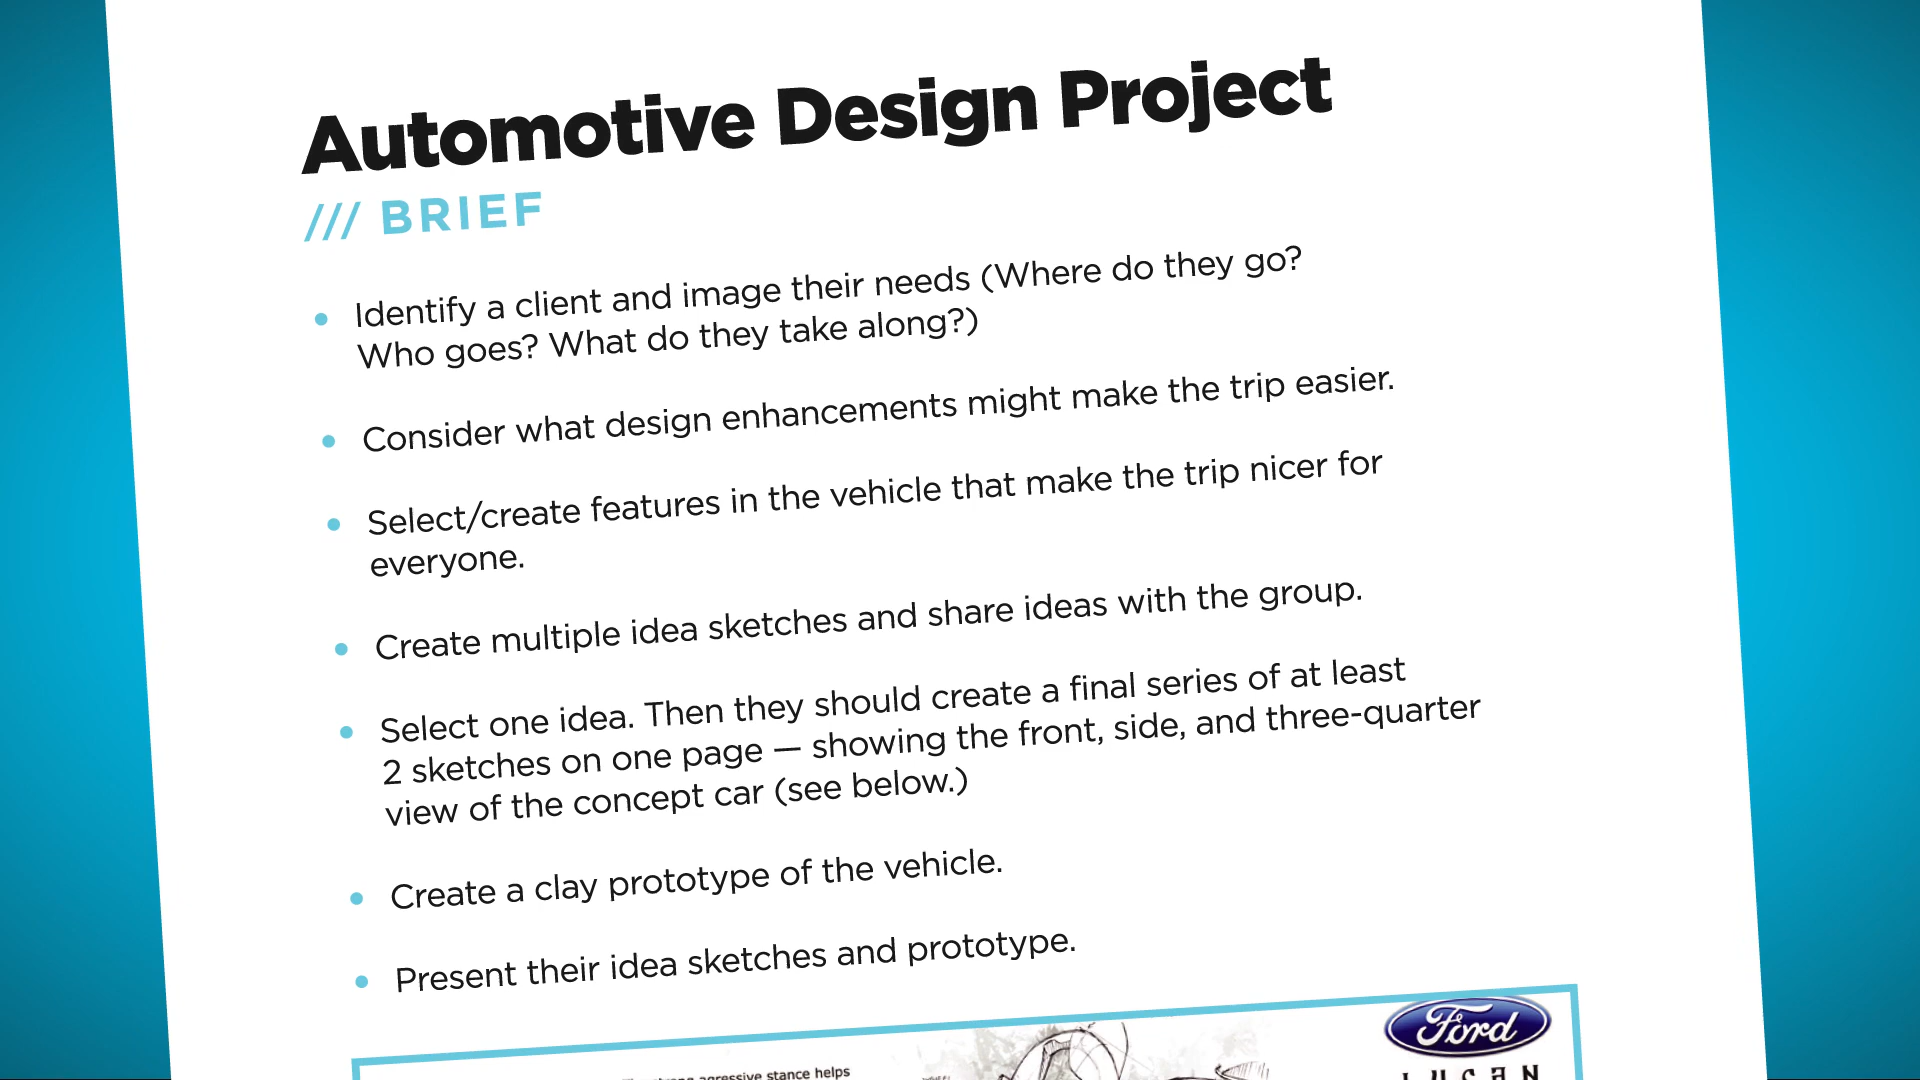 Automotive Design Project
/// BRIEF
• Identify a client and image their needs (Where do they go?
Who goes? What do they take along?)
• Consider what design enhancements might make the trip easier.
• Select/create features in the vehicle that make the trip nicer for
everyone.
• Create multiple idea sketches and share ideas with the group.
• Select one idea. Then they should create a final series of at least
2 sketches on one page — showing the front, side, and three-quarter
view of the concept car (see below.)
• Create a clay prototype of the vehicle.
• Present their idea sketches and prototype.
Ford
agressive stance helps